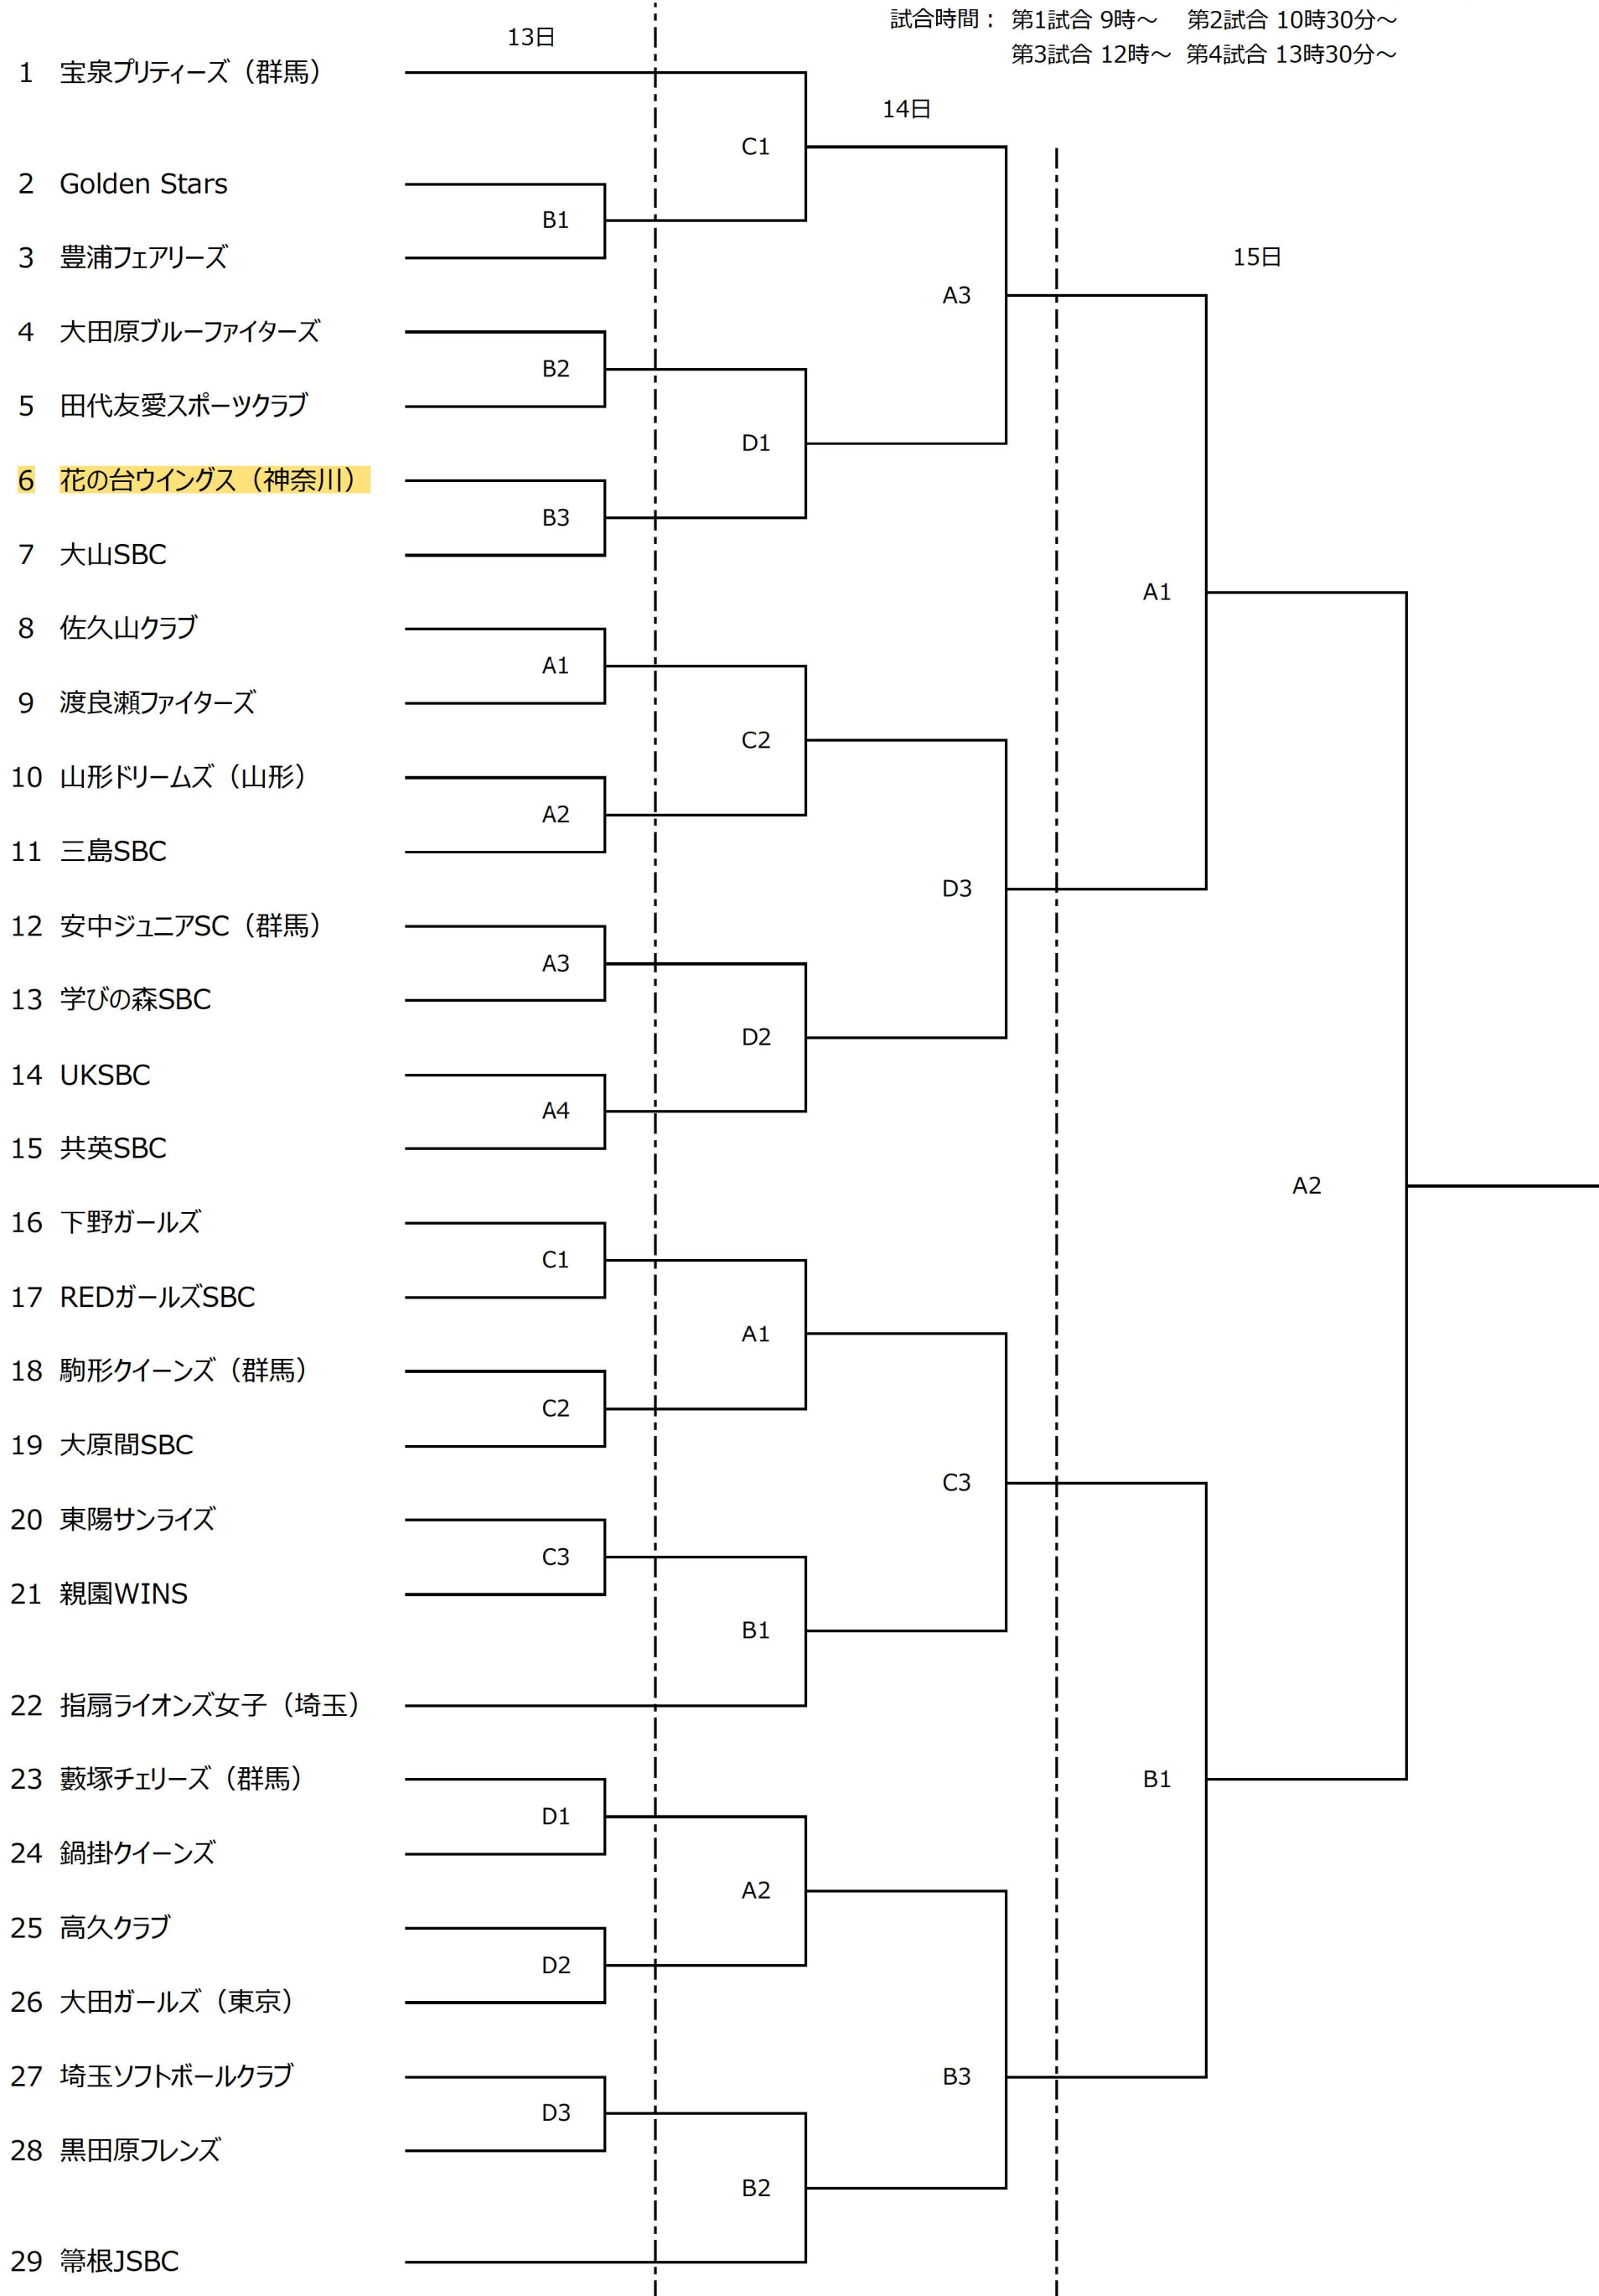 試合時間： 第1試合 9時～ 第2試合 10時30分～
13日
第3試合 12時～ 第4試合 13時30分～
1 宝泉プリティーズ（群馬）
14日
C1
2 Golden Stars
B1
3 豊浦フェアリーズ
15日
A3
4 大田原ブルーファイターズ
B2
5 田代友愛スポーツクラブ
D1
6 花の台ウイングス（神奈川）
B3
7 大山SBC
A1
8 佐久山クラブ
A1
9 渡良瀬ファイターズ
C2
10 山形ドリームズ（山形）
A2
11 三島SBC
D3
12 安中ジュニアSC（群馬）
A3
13 学びの森SBC
D2
14 UKSBC
A4
15 共英SBC
A2
16 下野ガールズ
C1
17 REDガールズSBC
A1
18 駒形クイーンズ（群馬）
C2
19 大原間SBC
C3
20 東陽サンライズ
C3
21 親園WINS
B1
22 指扇ライオンズ女子（埼玉）
23 藪塚チェリーズ（群馬）
B1
D1
24 鍋掛クイーンズ
A2
25 高久クラブ
D2
26 大田ガールズ（東京）
27 埼玉ソフトボールクラブ
B3
D3
28 黒田原フレンズ
B2
29 箒根JSBC